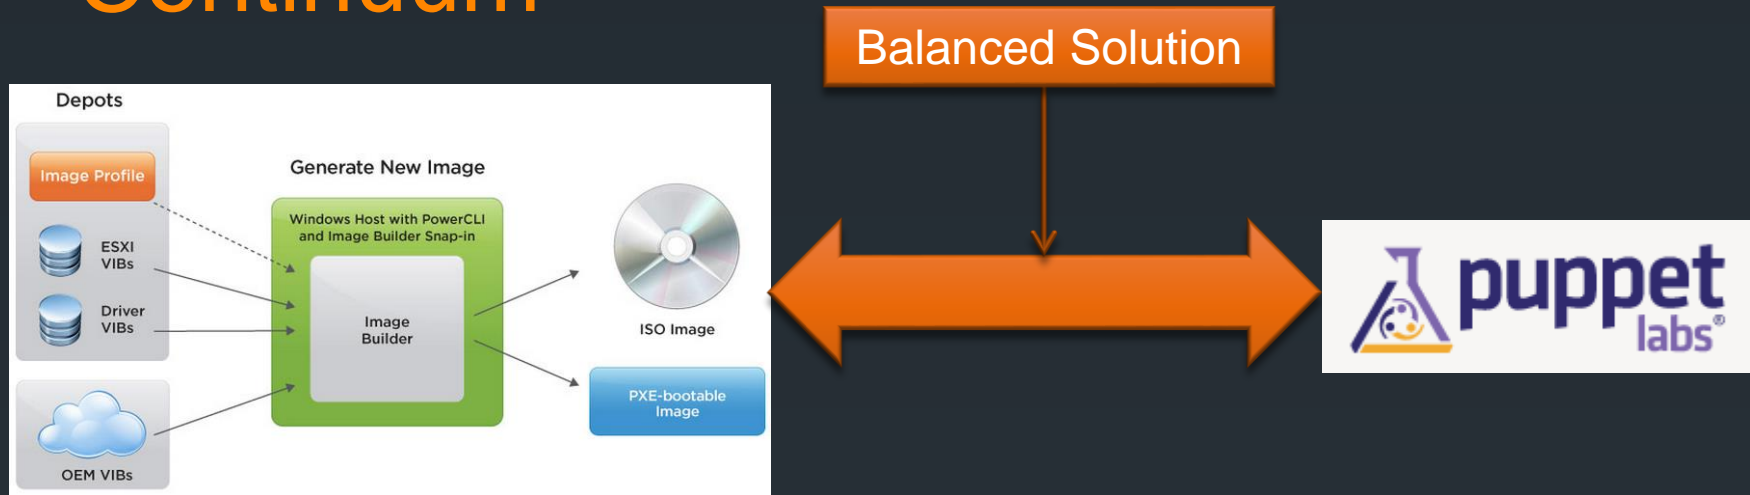 Continuum
Balanced Solution
Depots
Image Profile
ESXI
VIBs
Driver
VIBs
OEM VIBs
Generate New Image
Windows Host with PowerCLI
and Image Builder Snap-in
Image
Builder
ISO Image
PXE-bootable
Image
puppet
labs®